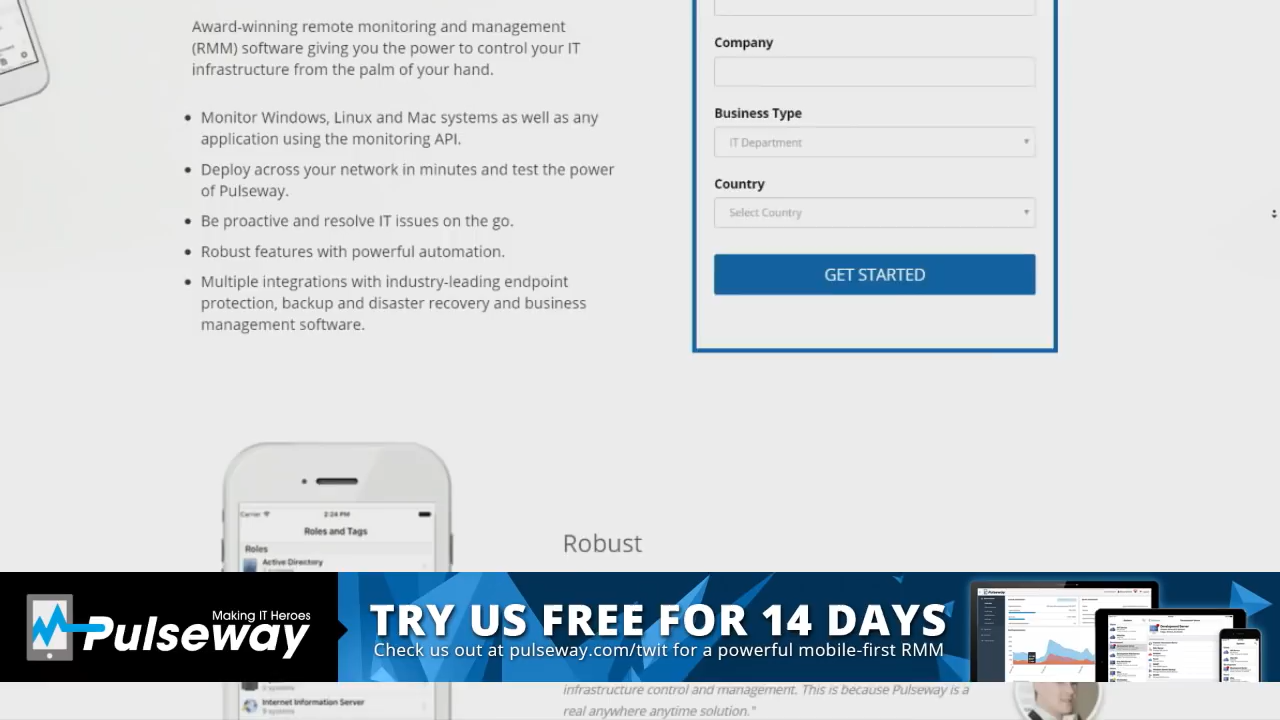 Award-winning remote monitoring and management
(RMM) software giving you the power to control your IT
infrastructure from the palm of your hand.
• Monitor Windows, Linux and Mac systems as well as any
application using the monitoring API.
• Deploy across your network in minutes and test the power
of Pulseway.
• Be proactive and resolve IT issues on the go.
• Robust features with powerful automation.
• Multiple integrations with industry-leading endpoint
protection, backup and disaster recovery and business
management software.
Company
Business Type
IT Department
Country
Select Country
GET STARTED
Carrier
2:24 PM
Roles and Tags
Roles
Active Directory
Robust
Making IT Heroes
Pulseway
TRY US FREE FOR 14 DAYS
Check us out at pulseway.com/twit for a powerful mobile-first RMM
Internet Information Server
9 systems
infrastructure control and management. This is because Pulseway is a
real anywhere anytime solution."